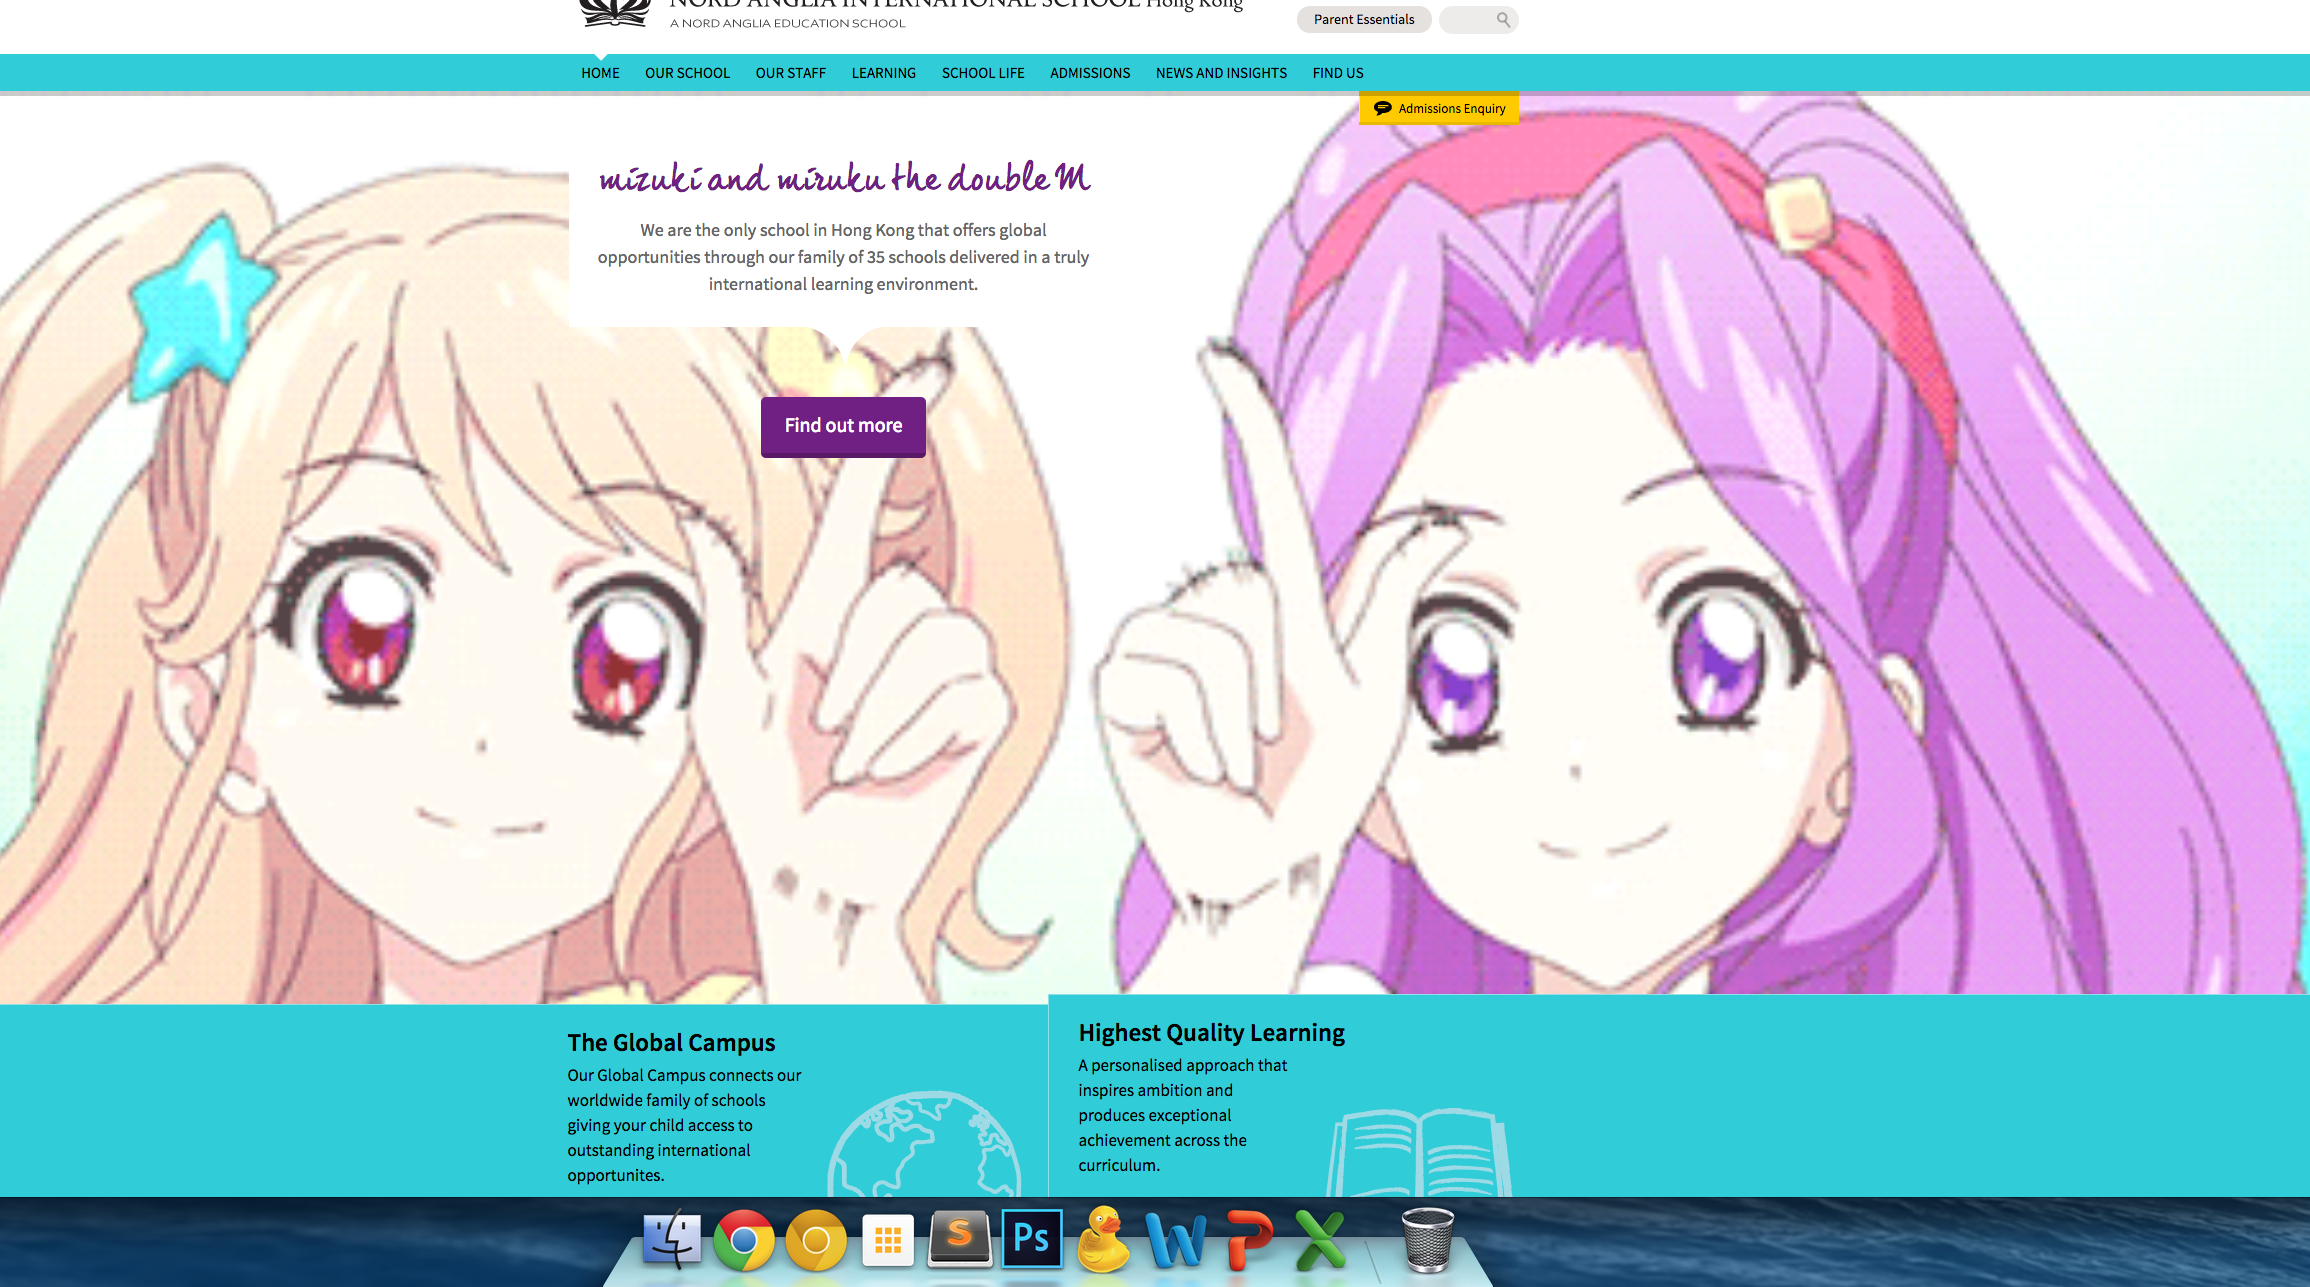 NORD ANGLIA INTERNATIONAL SCHOOL Hong Kong
A NORD ANGLIA EDUCATION SCHOOL
Parent Essentials
HOME OUR SCHOOL OUR STAFF LEARNING SCHOOL LIFE ADMISSIONS NEWS AND INSIGHTS FIND US
Admissions Enquiry
mizuki and miruku the double M
We are the only school in Hong Kong that offers global
opportunities through our family of 35 schools delivered in a truly
international learning environment.
Find out more
The Global Campus
Our Global Campus connects our
worldwide family of schools
giving your child access to
outstanding international
opportunites.
Highest Quality Learning
A personalised approach that
inspires ambition and
produces exceptional
achievement across the
curriculum.
S
Ps
W
P
X